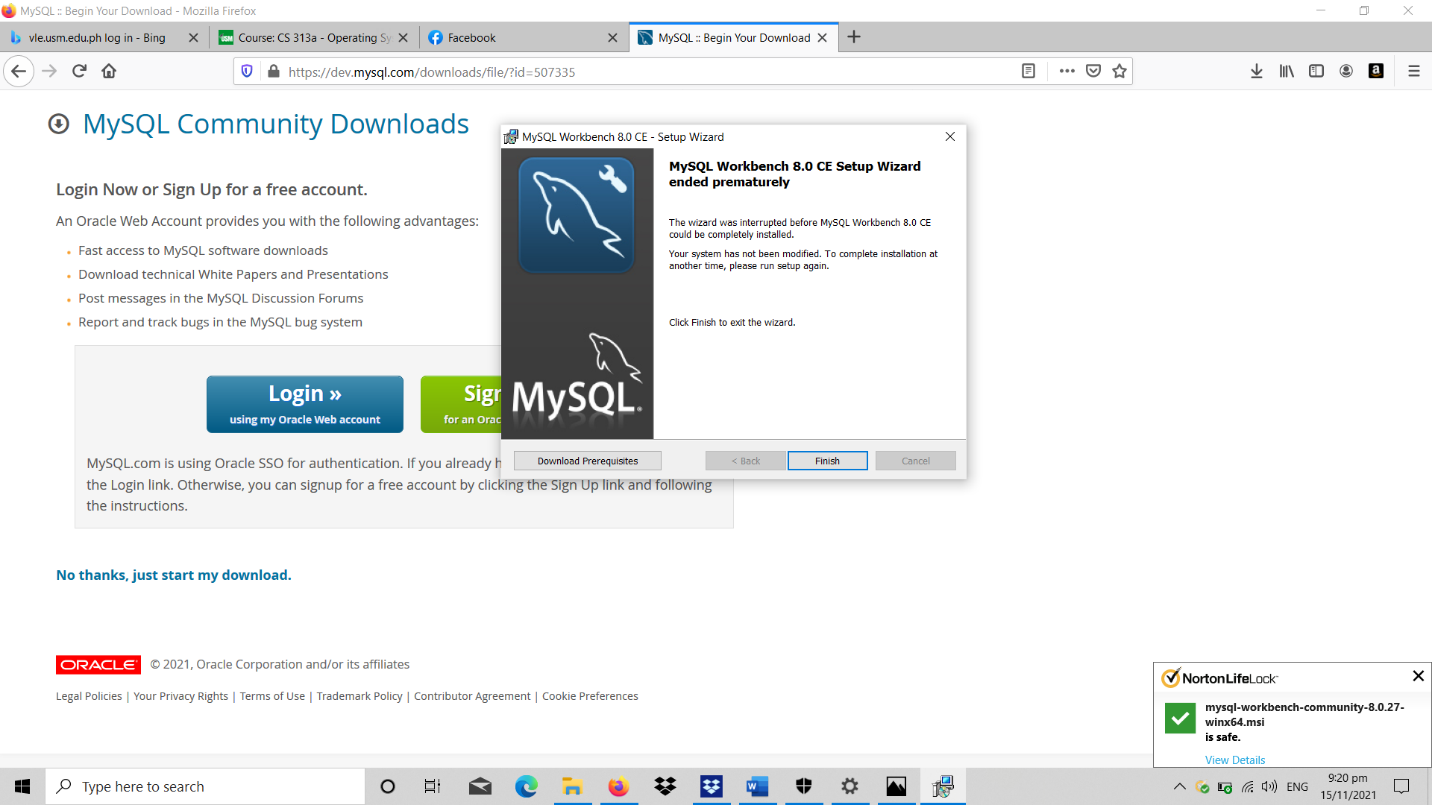 MySQL :: Begin Your Download - Mozilla Firefox
vle.usm.edu.ph log in - Bing
USM Course: CS 313a - Operating Sy
Facebook
MySQL :: Begin Your Download
https://dev.mysql.com/downloads/file/?id=507335
MySQL Community Downloads
Login Now or Sign Up for a free account.
An Oracle Web Account provides you with the following advantages:
Fast access to MySQL software downloads
Download technical White Papers and Presentations
Post messages in the MySQL Discussion Forums
Report and track bugs in the MySQL bug system
Login »
using my Oracle Web account
Sig
for an Orac
MySQL.com is using Oracle SSO for authentication. If you already h
the Login link. Otherwise, you can signup for a free account by clicking the Sign Up link and following
the instructions.
No thanks, just start my download.
ORACLE © 2021, Oracle Corporation and/or its affiliates
Legal Policies | Your Privacy Rights | Terms of Use | Trademark Policy | Contributor Agreement | Cookie Preferences
MySQL Workbench 8.0 CE - Setup Wizard
MySQL Workbench 8.0 CE Setup Wizard
ended prematurely
The wizard was interrupted before MySQL Workbench 8.0 CE
could be completely installed.
Your system has not been modified. To complete installation at
another time, please run setup again.
Click Finish to exit the wizard.
MySQL
Download Prerequisites
< Back
Finish
Cancel
NortonLifeLock
mysql-workbench-community-8.0.27-
winx64.msi
is safe.
View Details
Type here to search
ENG
9:20 pm
15/11/2021